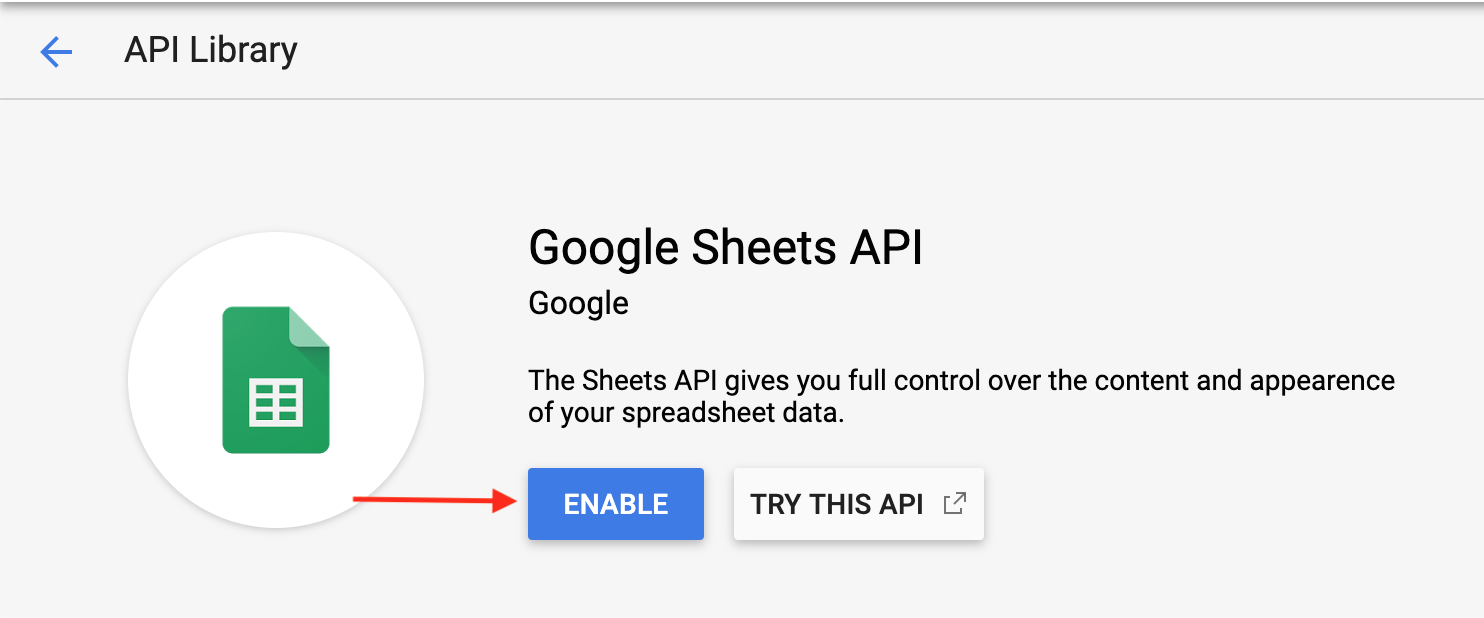 API Library
Google Sheets API
Google
The Sheets API gives you full control over the content and appearence
of your spreadsheet data.
ENABLE
TRY THIS API